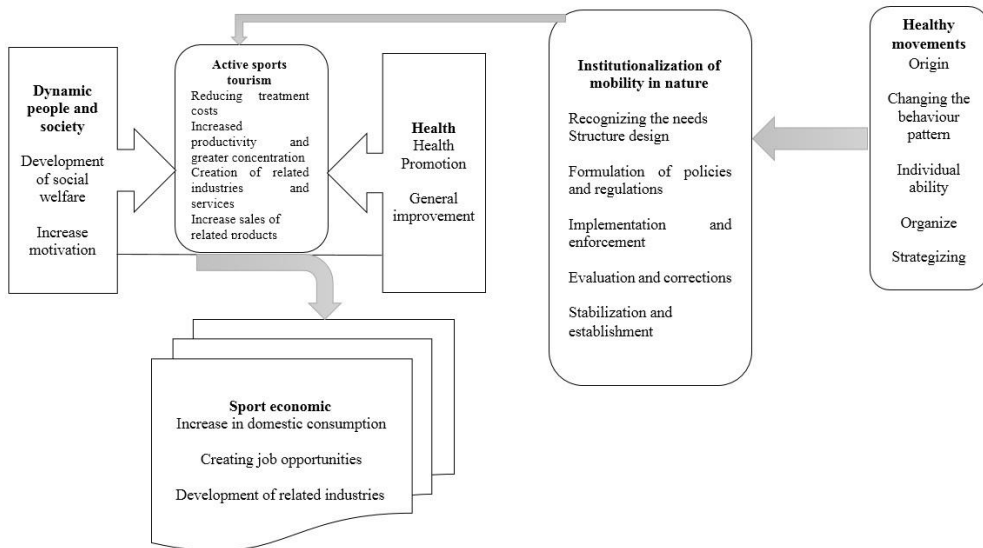 Dynamic
people and
society
Development
of social
welfare
Increase
motivation
Active sports
tourism
Reducing treatment
costs
Increased
productivity and
greater concentration
Creation of related
industries and
services
Increase sales of
related products
Health
Health
Promotion
General
improvement
Institutionalization of
mobility in nature
Recognizing the needs
Structure design
Formulation of policies
and regulations
Implementation and
enforcement
Evaluation and corrections
Stabilization and
establishment
Healthy
movements
Origin
Changing the
behaviour
pattern
Individual
ability
Organize
Strategizing
Sport economic
Increase in domestic consumption
Creating job opportunities
Development of related industries